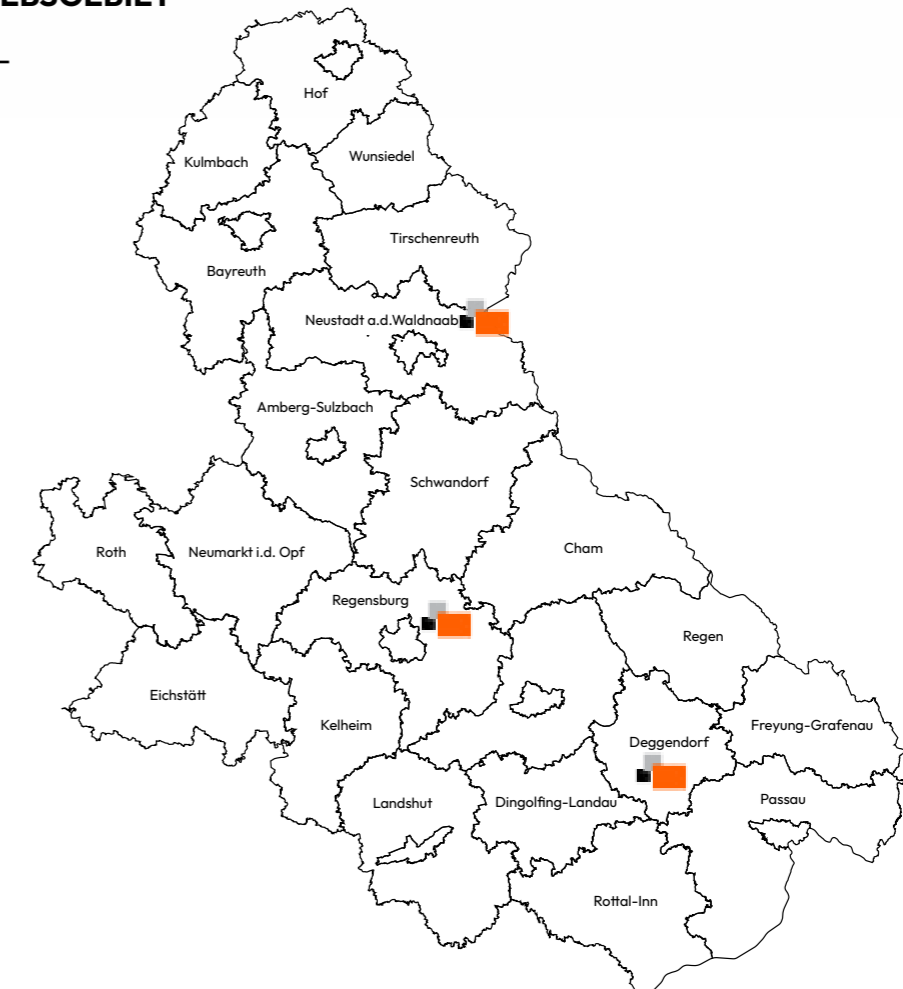 Hof
Kulmbach
Wunsiedel
Tirschenreuth
Bayreuth
Neustadt a.d.Waldnaab
Amberg-Sulzbach
Schwandorf
Roth
Neumarkt i.d. Opf
Cham
Regensburg
Regen
Eichstätt
Kelheim
Freyung-Grafenau
Deggendorf
Landshut
Dingolfing-Landau
Passau
Rottal-Inn